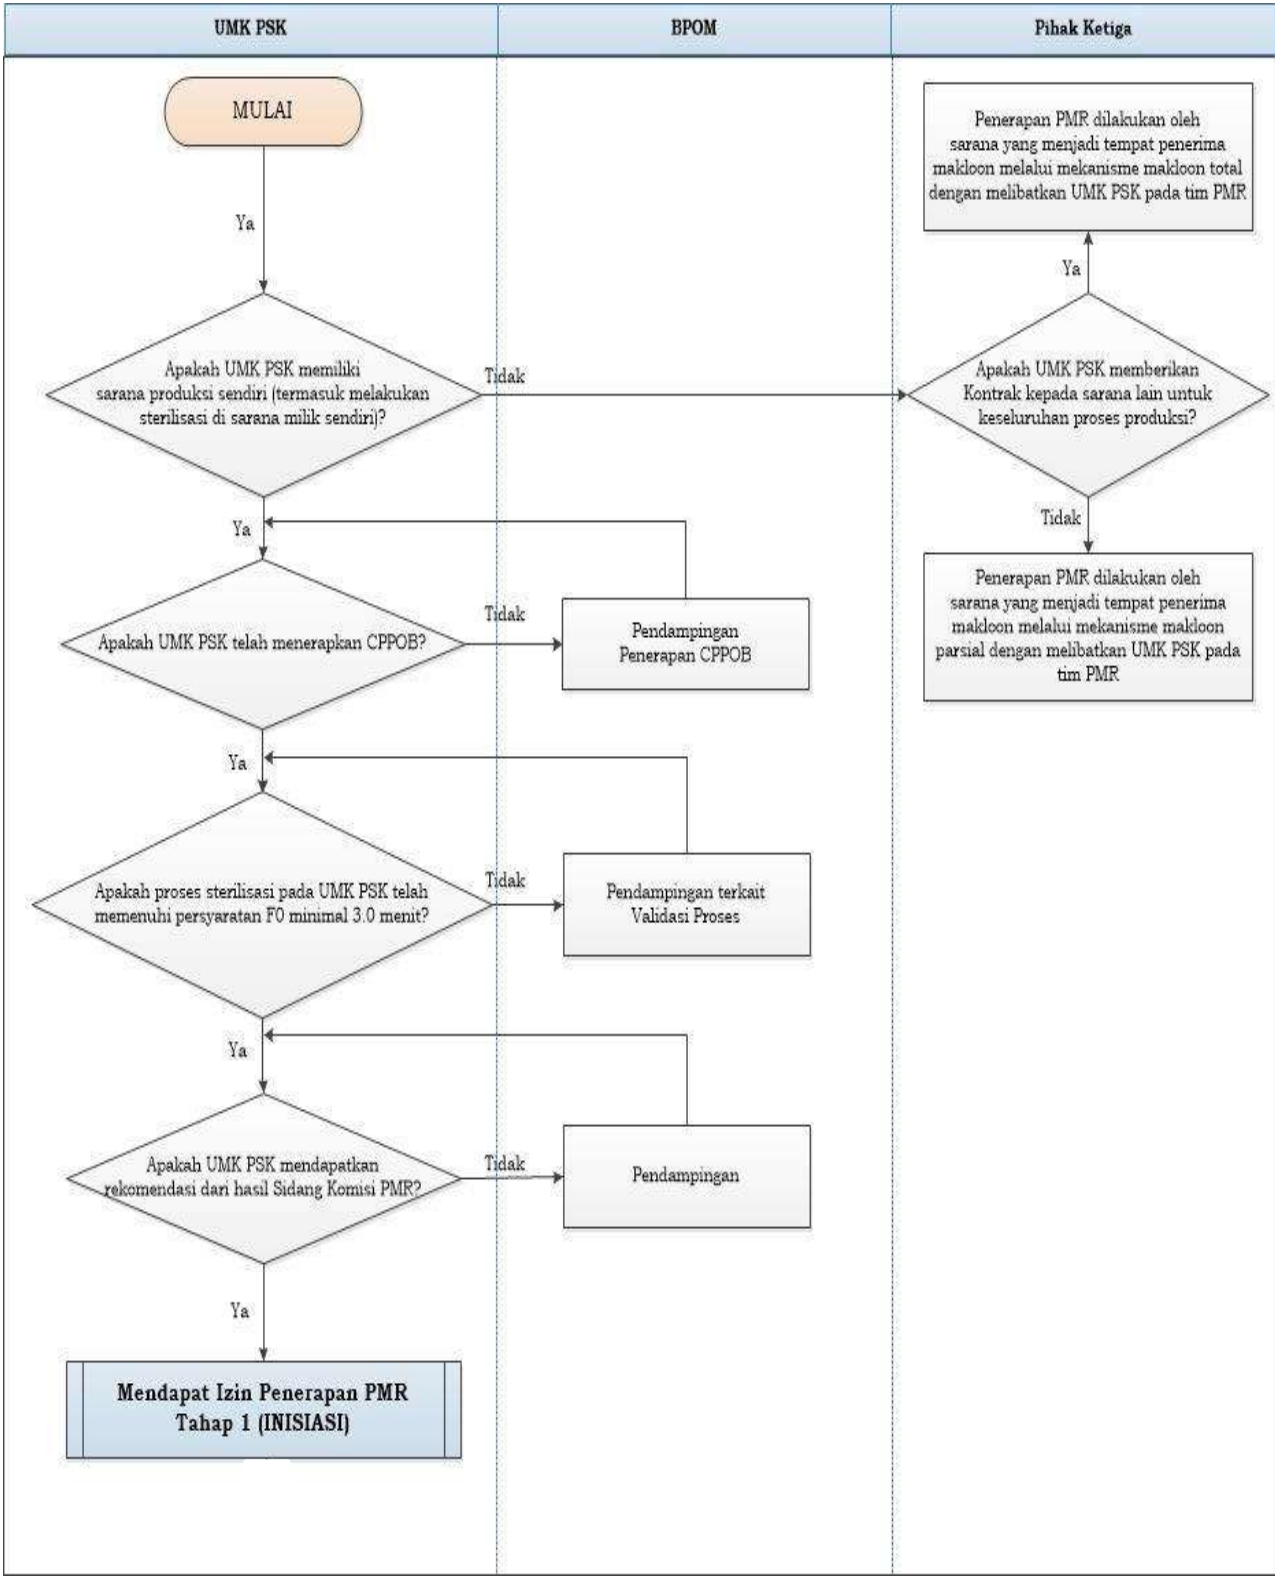 UMK PSK
BPOM
Pihak Ketiga
MULAI
Ya
Apakah UMK PSK memiliki
sarana produksi sendiri (termasuk melakukan
sterilisasi di sarana milik sendiri)?
Tidak
Ya
Apakah UMK PSK telah menerapkan CPPOB?
Tidak
Pendampingan
Penerapan CPPOB
Ya
Apakah proses sterilisasi pada UMK PSK telah
memenuhi persyaratan F0 minimal 3.0 menit?
Tidak
Pendampingan terkait
Validasi Proses
Ya
Apakah UMK PSK mendapatkan
rekomendasi dari hasil Sidang Komisi PMR?
Tidak
Pendampingan
Ya
Mendapat Izin Penerapan PMR
Tahap 1 (INISIASI)
Penerapan PMR dilakukan oleh
sarana yang menjadi tempat penerima
makloon melalui mekanisme makloon total
dengan melibatkan UMK PSK pada tim PMR
Ya
Apakah UMK PSK memberikan
Kontrak kepada sarana lain untuk
keseluruhan proses produksi?
Tidak
Penerapan PMR dilakukan oleh
sarana yang menjadi tempat penerima
makloon melalui mekanisme makloon
parsial dengan melibatkan UMK PSK pada
tim PMR